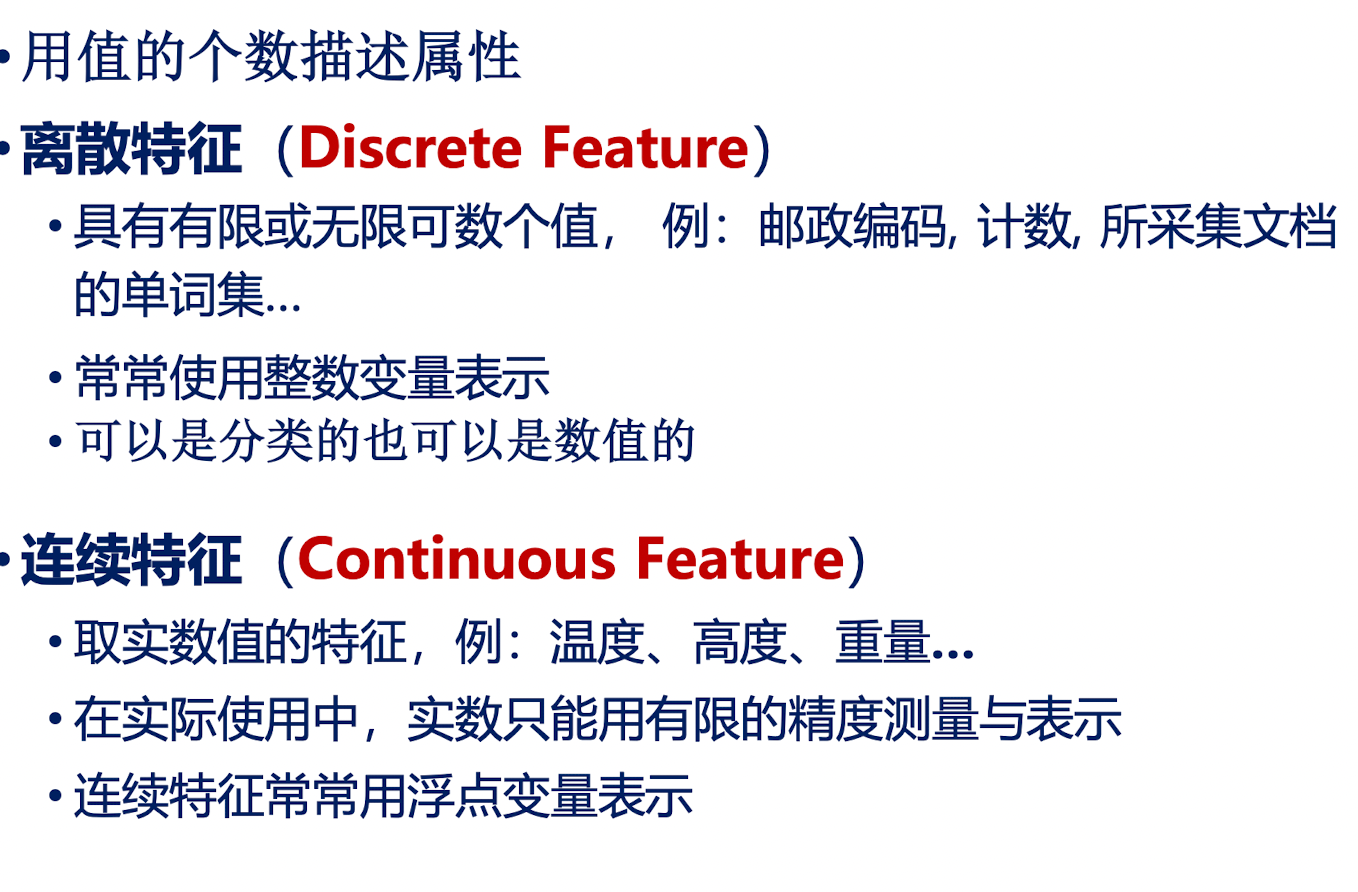 •用值的个数描述属性
•离散特征（Discrete Feature）
•具有有限或无限可数个值， 例：邮政编码, 计数, 所采集文档
的单词集...
•常常使用整数变量表示
•可以是分类的也可以是数值的
•连续特征（Continuous Feature）
•取实数值的特征，例：温度、高度、重量...
•在实际使用中，实数只能用有限的精度测量与表示
•连续特征常常用浮点变量表示